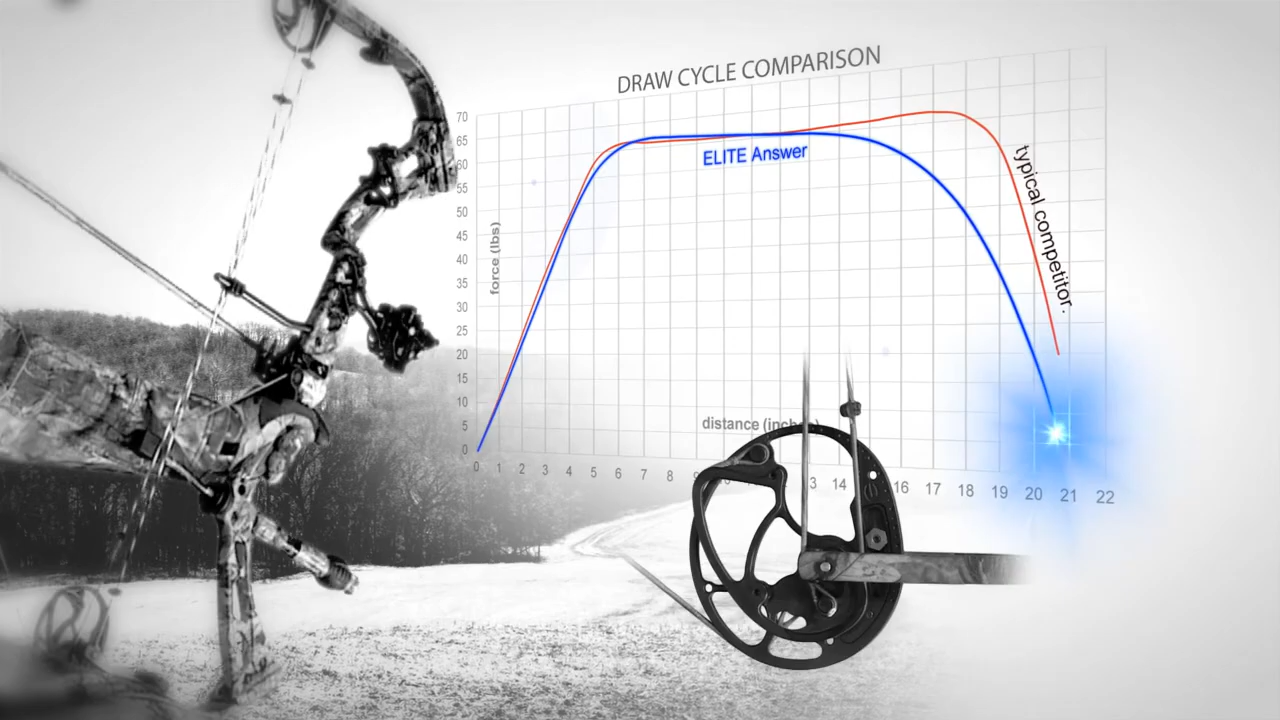 DRAW CYCLE COMPARISON
70
65
60
55
50
45
40
35
30
25
20
15
10
5
0
force (lbs)
ELITE Answer
typical competitor.
distance (inches)
0 1 2 3 4 5 6 7 8 13 14 16 17 18 19 20 21 22